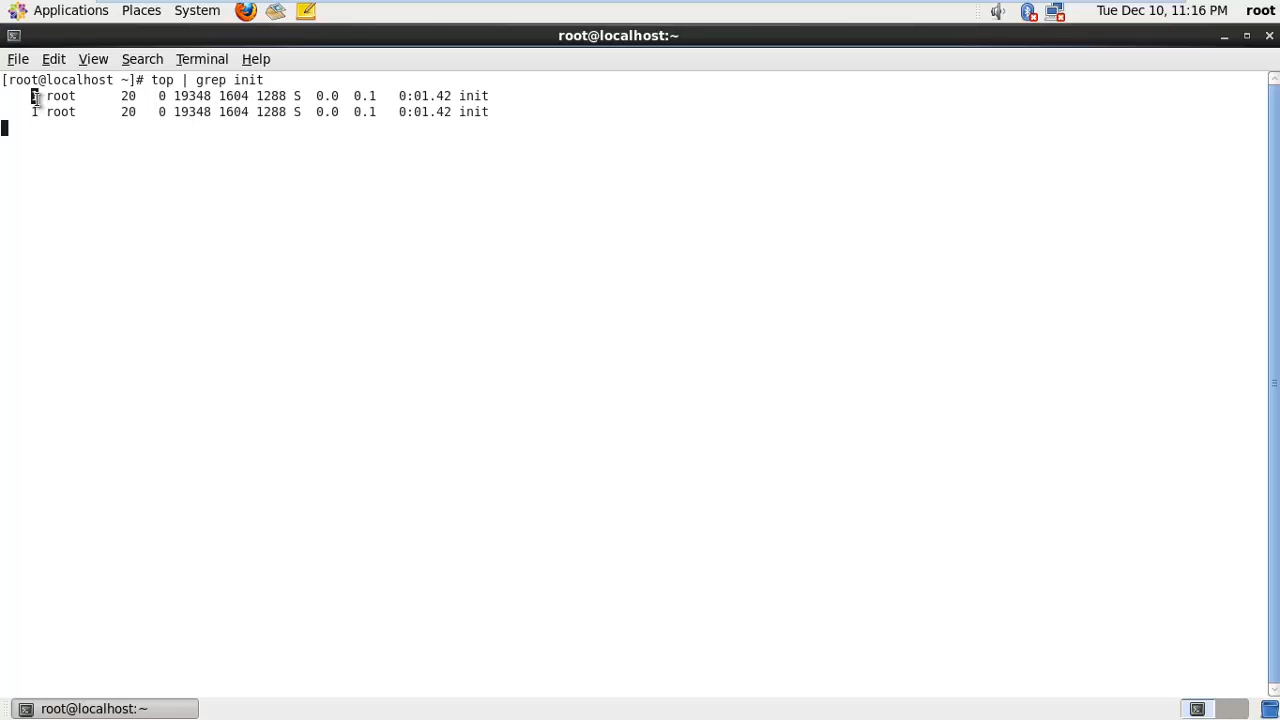 Applications Places System Tue Dec 10, 11:16 PM root
root@localhost:~
File Edit View Search Terminal Help
[root@localhost ~]# top | grep init
1 root 20 0 19348 1604 1288 S 0.0 0.1 0:01.42 init
1 root 20 0 19348 1604 1288 S 0.0 0.1 0:01.42 init
root@localhost:~